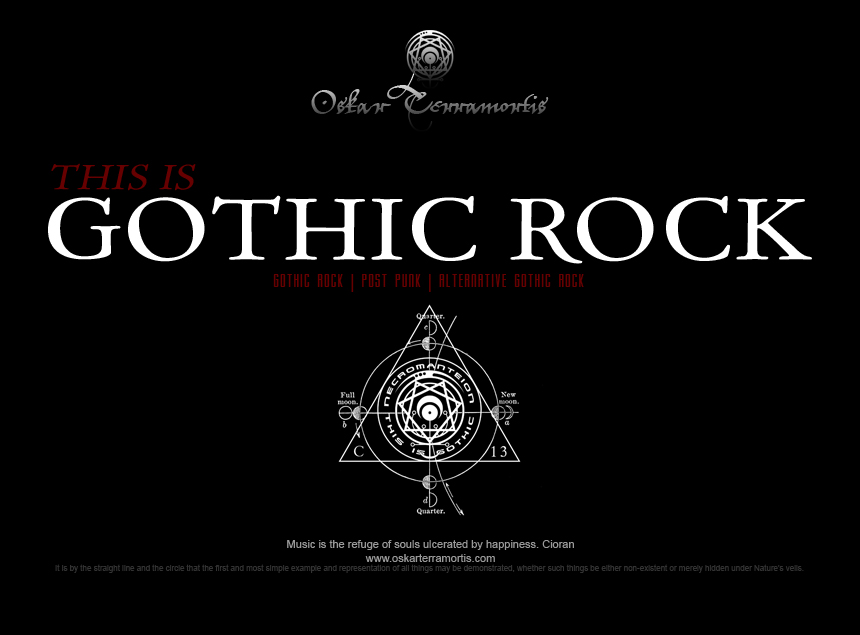 Oskar Terramortis
THIS IS
GOTHIC ROCK
GOTHIC ROCK | POST PUNK | ALTERNATIVE GOTHIC ROCK
Quarter.
c
NECROMANTEION
Full
moon.
b
New
moon.
a
THIS IS GOTHIC
C
13
d
Quarter.
Music is the refuge of souls ulcerated by happiness. Cioran
www.oskarterramortis.com
It is by the straight line and the circle that the first and most simple example and representation of all things may be demonstrated, whether such things be either non-existent or merely hidden under Nature's veils.